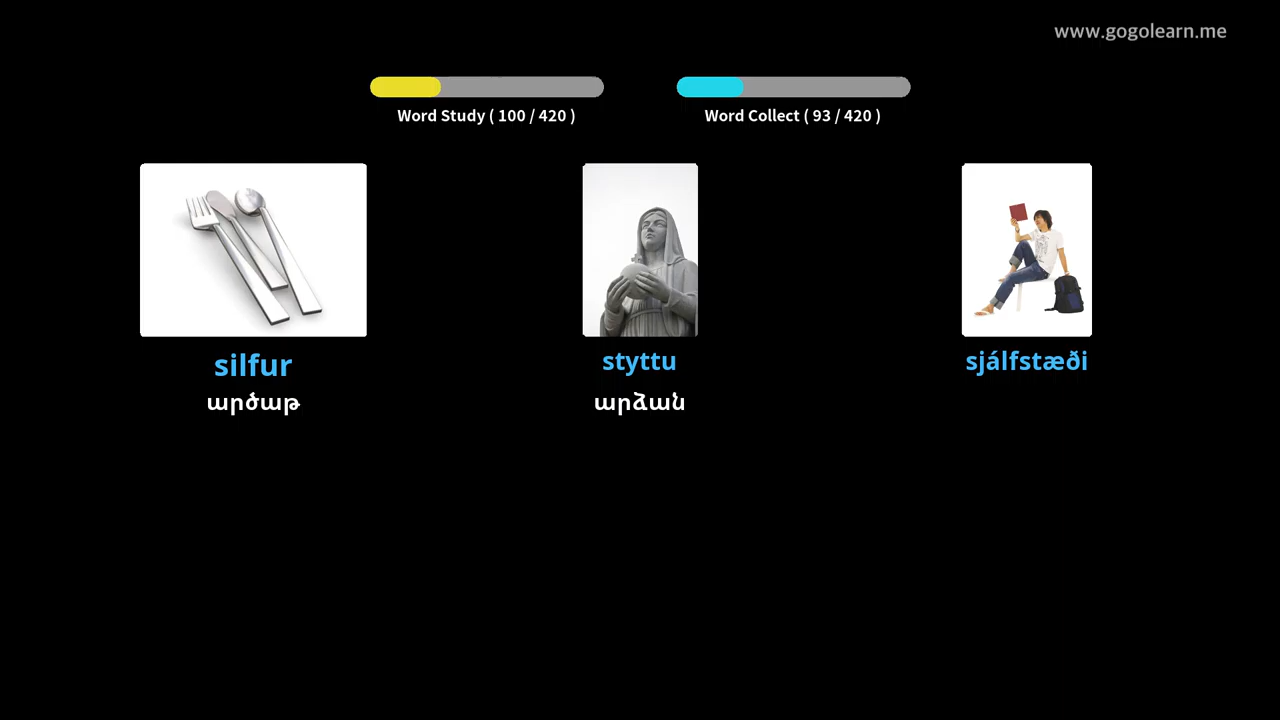 www.gogolearn.me
Word Study ( 100 / 420 )
Word Collect ( 93 / 420 )
silfur
styttu
sjálfstæði
արծաթ
արձան